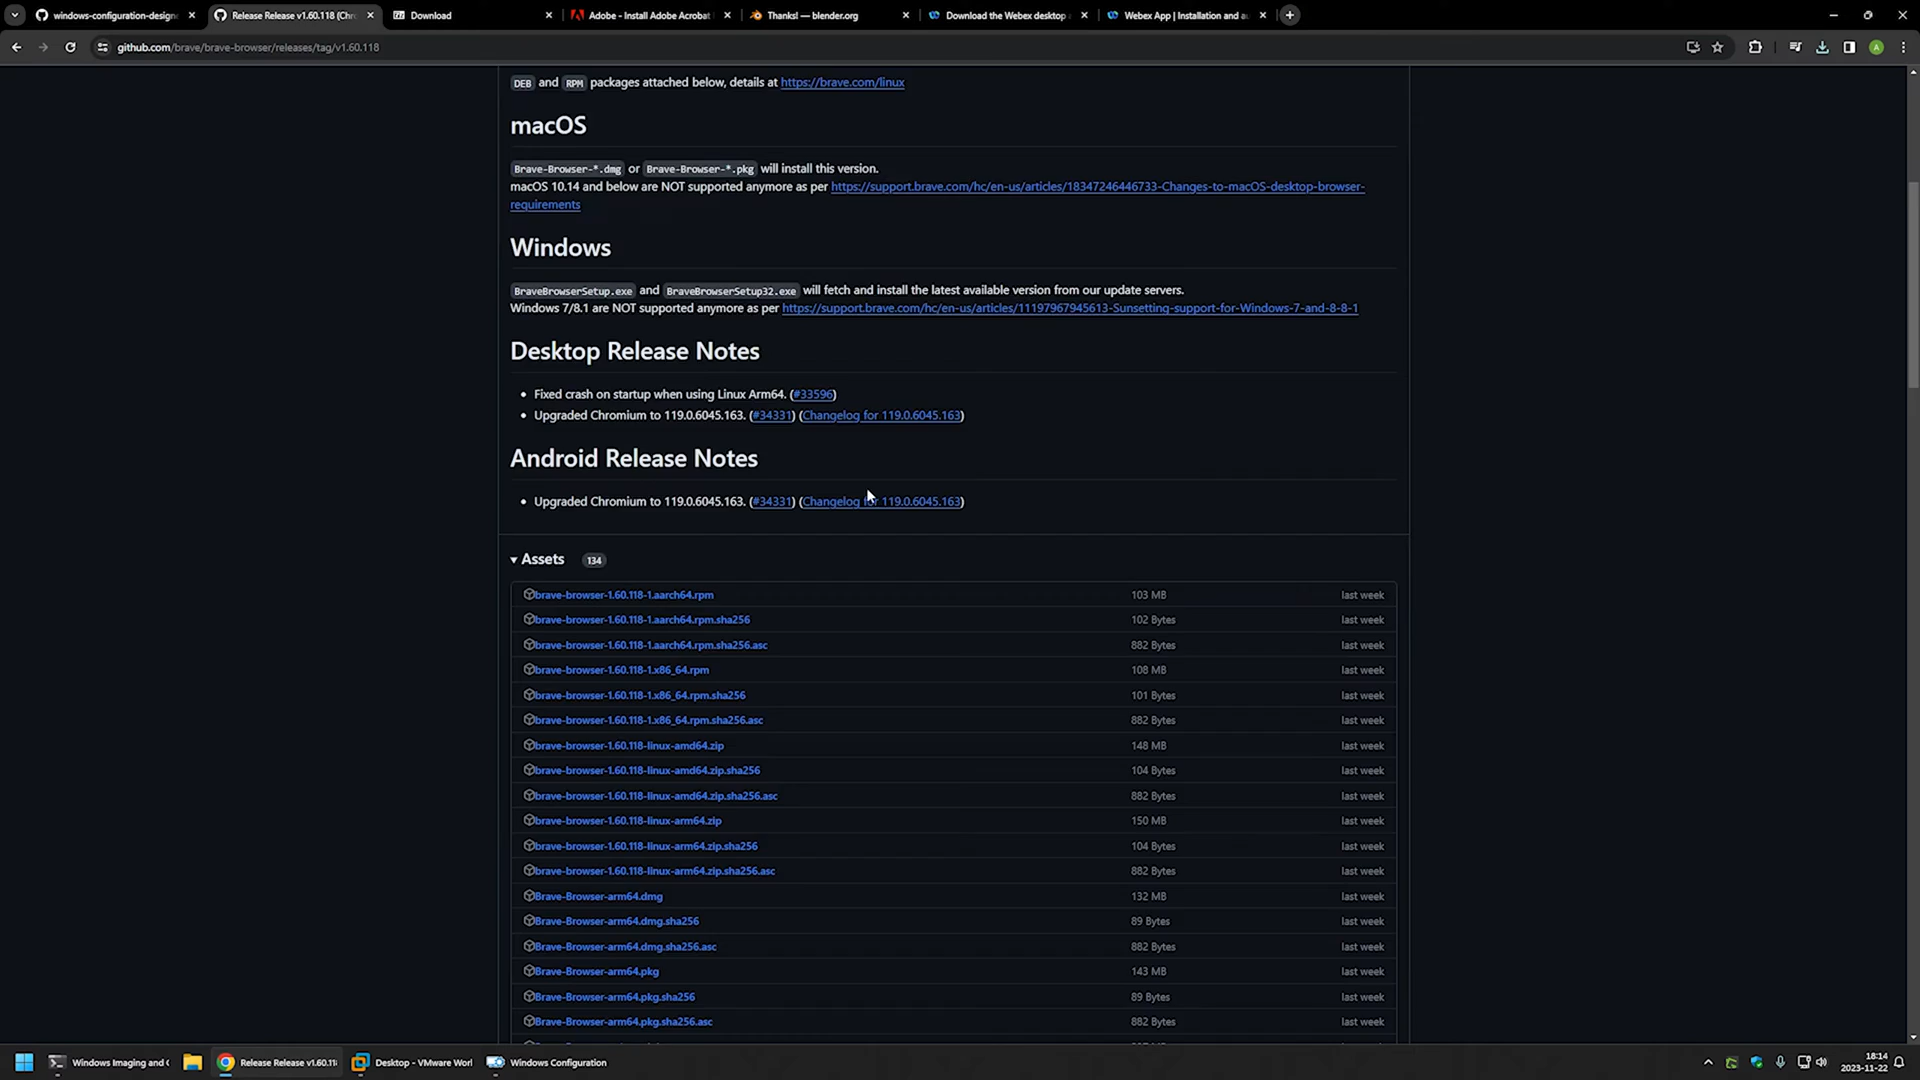 windows-configuration-design
Release Release v1.60.118 (Chro
Download
Adobe - Install Adobe Acrobat
Thanks! — blender.org
Download the Webex desktop a
Webex App | Installation and au
github.com/brave/brave-browser/releases/tag/v1.60.118
A
DEB and RPM packages attached below, details at https://brave.com/linux
macOS
Brave-Browser-*.dmg or Brave-Browser-*.pkg will install this version.
macOS 10.14 and below are NOT supported anymore as per https://support.brave.com/hc/en-us/articles/18347246446733-Changes-to-macOS-desktop-browser-
requirements
Windows
BraveBrowserSetup.exe and BraveBrowserSetup32.exe will fetch and install the latest available version from our update servers.
Windows 7/8.1 are NOT supported anymore as per https://support.brave.com/hc/en-us/articles/11197967945613-Sunsetting-support-for-Windows-7-and-8-8-1
Desktop Release Notes
• Fixed crash on startup when using Linux Arm64. (#33596)
• Upgraded Chromium to 119.0.6045.163. (#34331) (Changelog for 119.0.6045.163)
Android Release Notes
• Upgraded Chromium to 119.0.6045.163. (#34331) (Changelog for 119.0.6045.163)
Assets 134
brave-browser-1.60.118-1.aarch64.rpm 103 MB last week
brave-browser-1.60.118-1.aarch64.rpm.sha256 102 Bytes last week
brave-browser-1.60.118-1.aarch64.rpm.sha256.asc 882 Bytes last week
brave-browser-1.60.118-1.x86_64.rpm 108 MB last week
brave-browser-1.60.118-1.x86_64.rpm.sha256 101 Bytes last week
brave-browser-1.60.118-1.x86_64.rpm.sha256.asc 882 Bytes last week
brave-browser-1.60.118-linux-amd64.zip 148 MB last week
brave-browser-1.60.118-linux-amd64.zip.sha256 104 Bytes last week
brave-browser-1.60.118-linux-amd64.zip.sha256.asc 882 Bytes last week
brave-browser-1.60.118-linux-arm64.zip 150 MB last week
brave-browser-1.60.118-linux-arm64.zip.sha256 104 Bytes last week
brave-browser-1.60.118-linux-arm64.zip.sha256.asc 882 Bytes last week
Brave-Browser-arm64.dmg 132 MB last week
Brave-Browser-arm64.dmg.sha256 89 Bytes last week
Brave-Browser-arm64.dmg.sha256.asc 882 Bytes last week
Brave-Browser-arm64.pkg 143 MB last week
Brave-Browser-arm64.pkg.sha256 89 Bytes last week
Brave-Browser-arm64.pkg.sha256.asc 882 Bytes last week
Windows Imaging and C
Release Release v1.60.118
Desktop - VMware Worl
Windows Configuration
18:14
2023-11-22